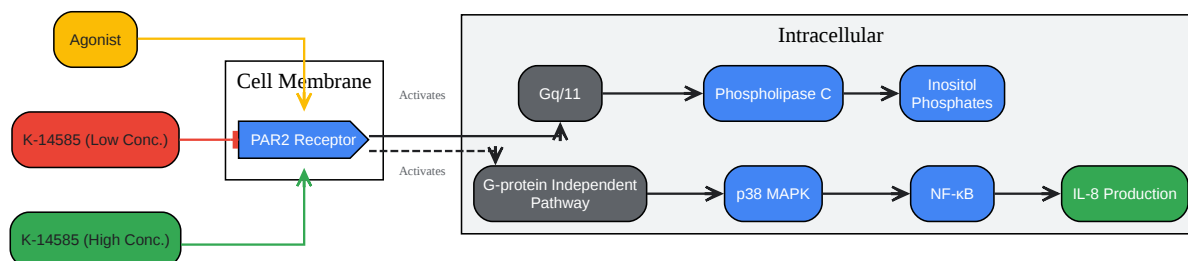 Agonist
Intracellular
Cell Membrane
Activates
Gq/11
Phospholipase C
Inositol
Phosphates
K-14585 (Low Conc.)
PAR2 Receptor
Activates
G-protein Independent
Pathway
p38 MAPK
NF-κB
IL-8 Production
K-14585 (High Conc.)